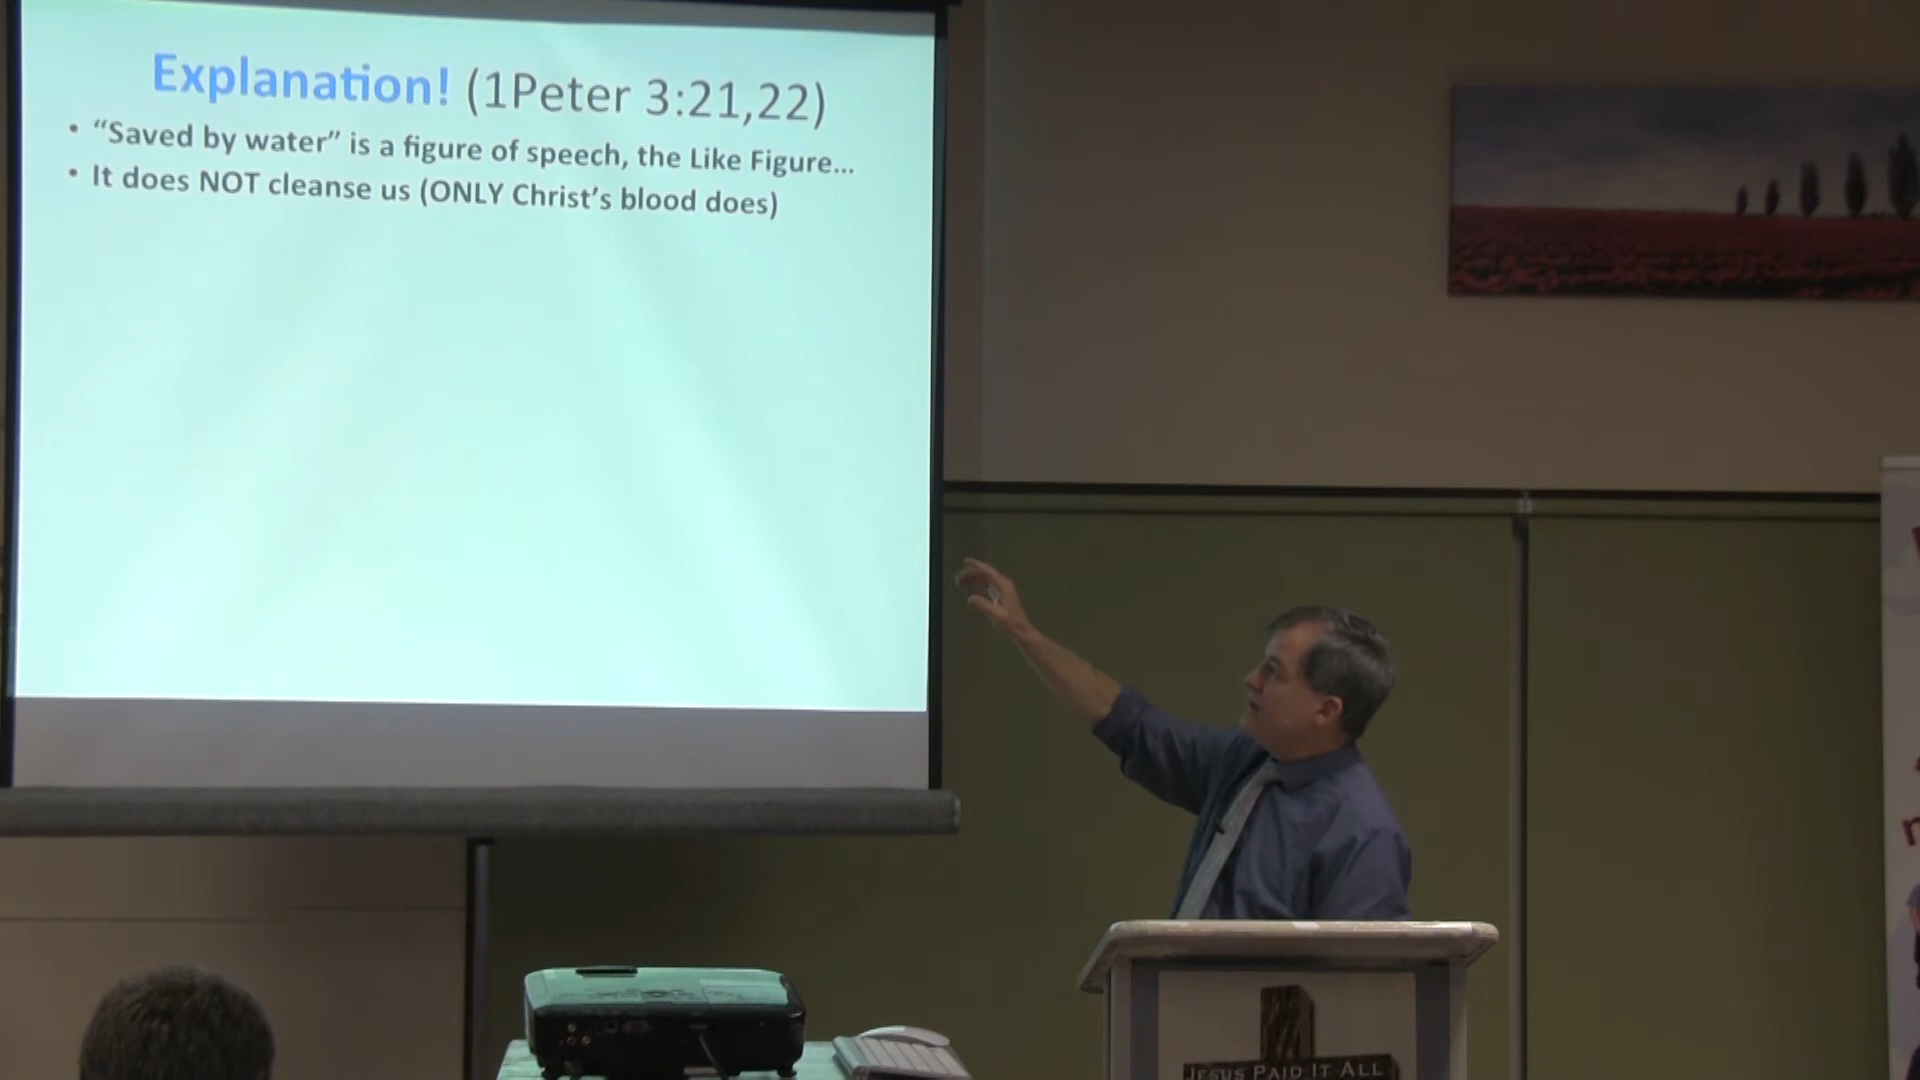 Explanation! (1Peter 3:21,22)
• “Saved by water” is a figure of speech, the Like Figure...
• It does NOT cleanse us (ONLY Christ’s blood does)
JESUS PAID IT ALL